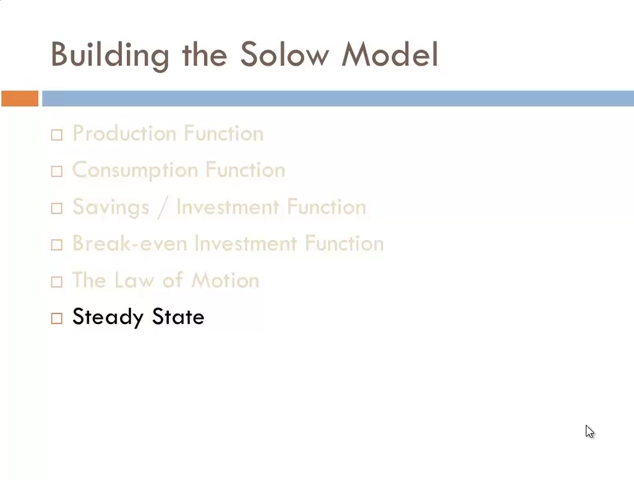 Building the Solow Model
Production Function
Consumption Function
Savings / Investment Function
Break-even Investment Function
The Law of Motion
Steady State